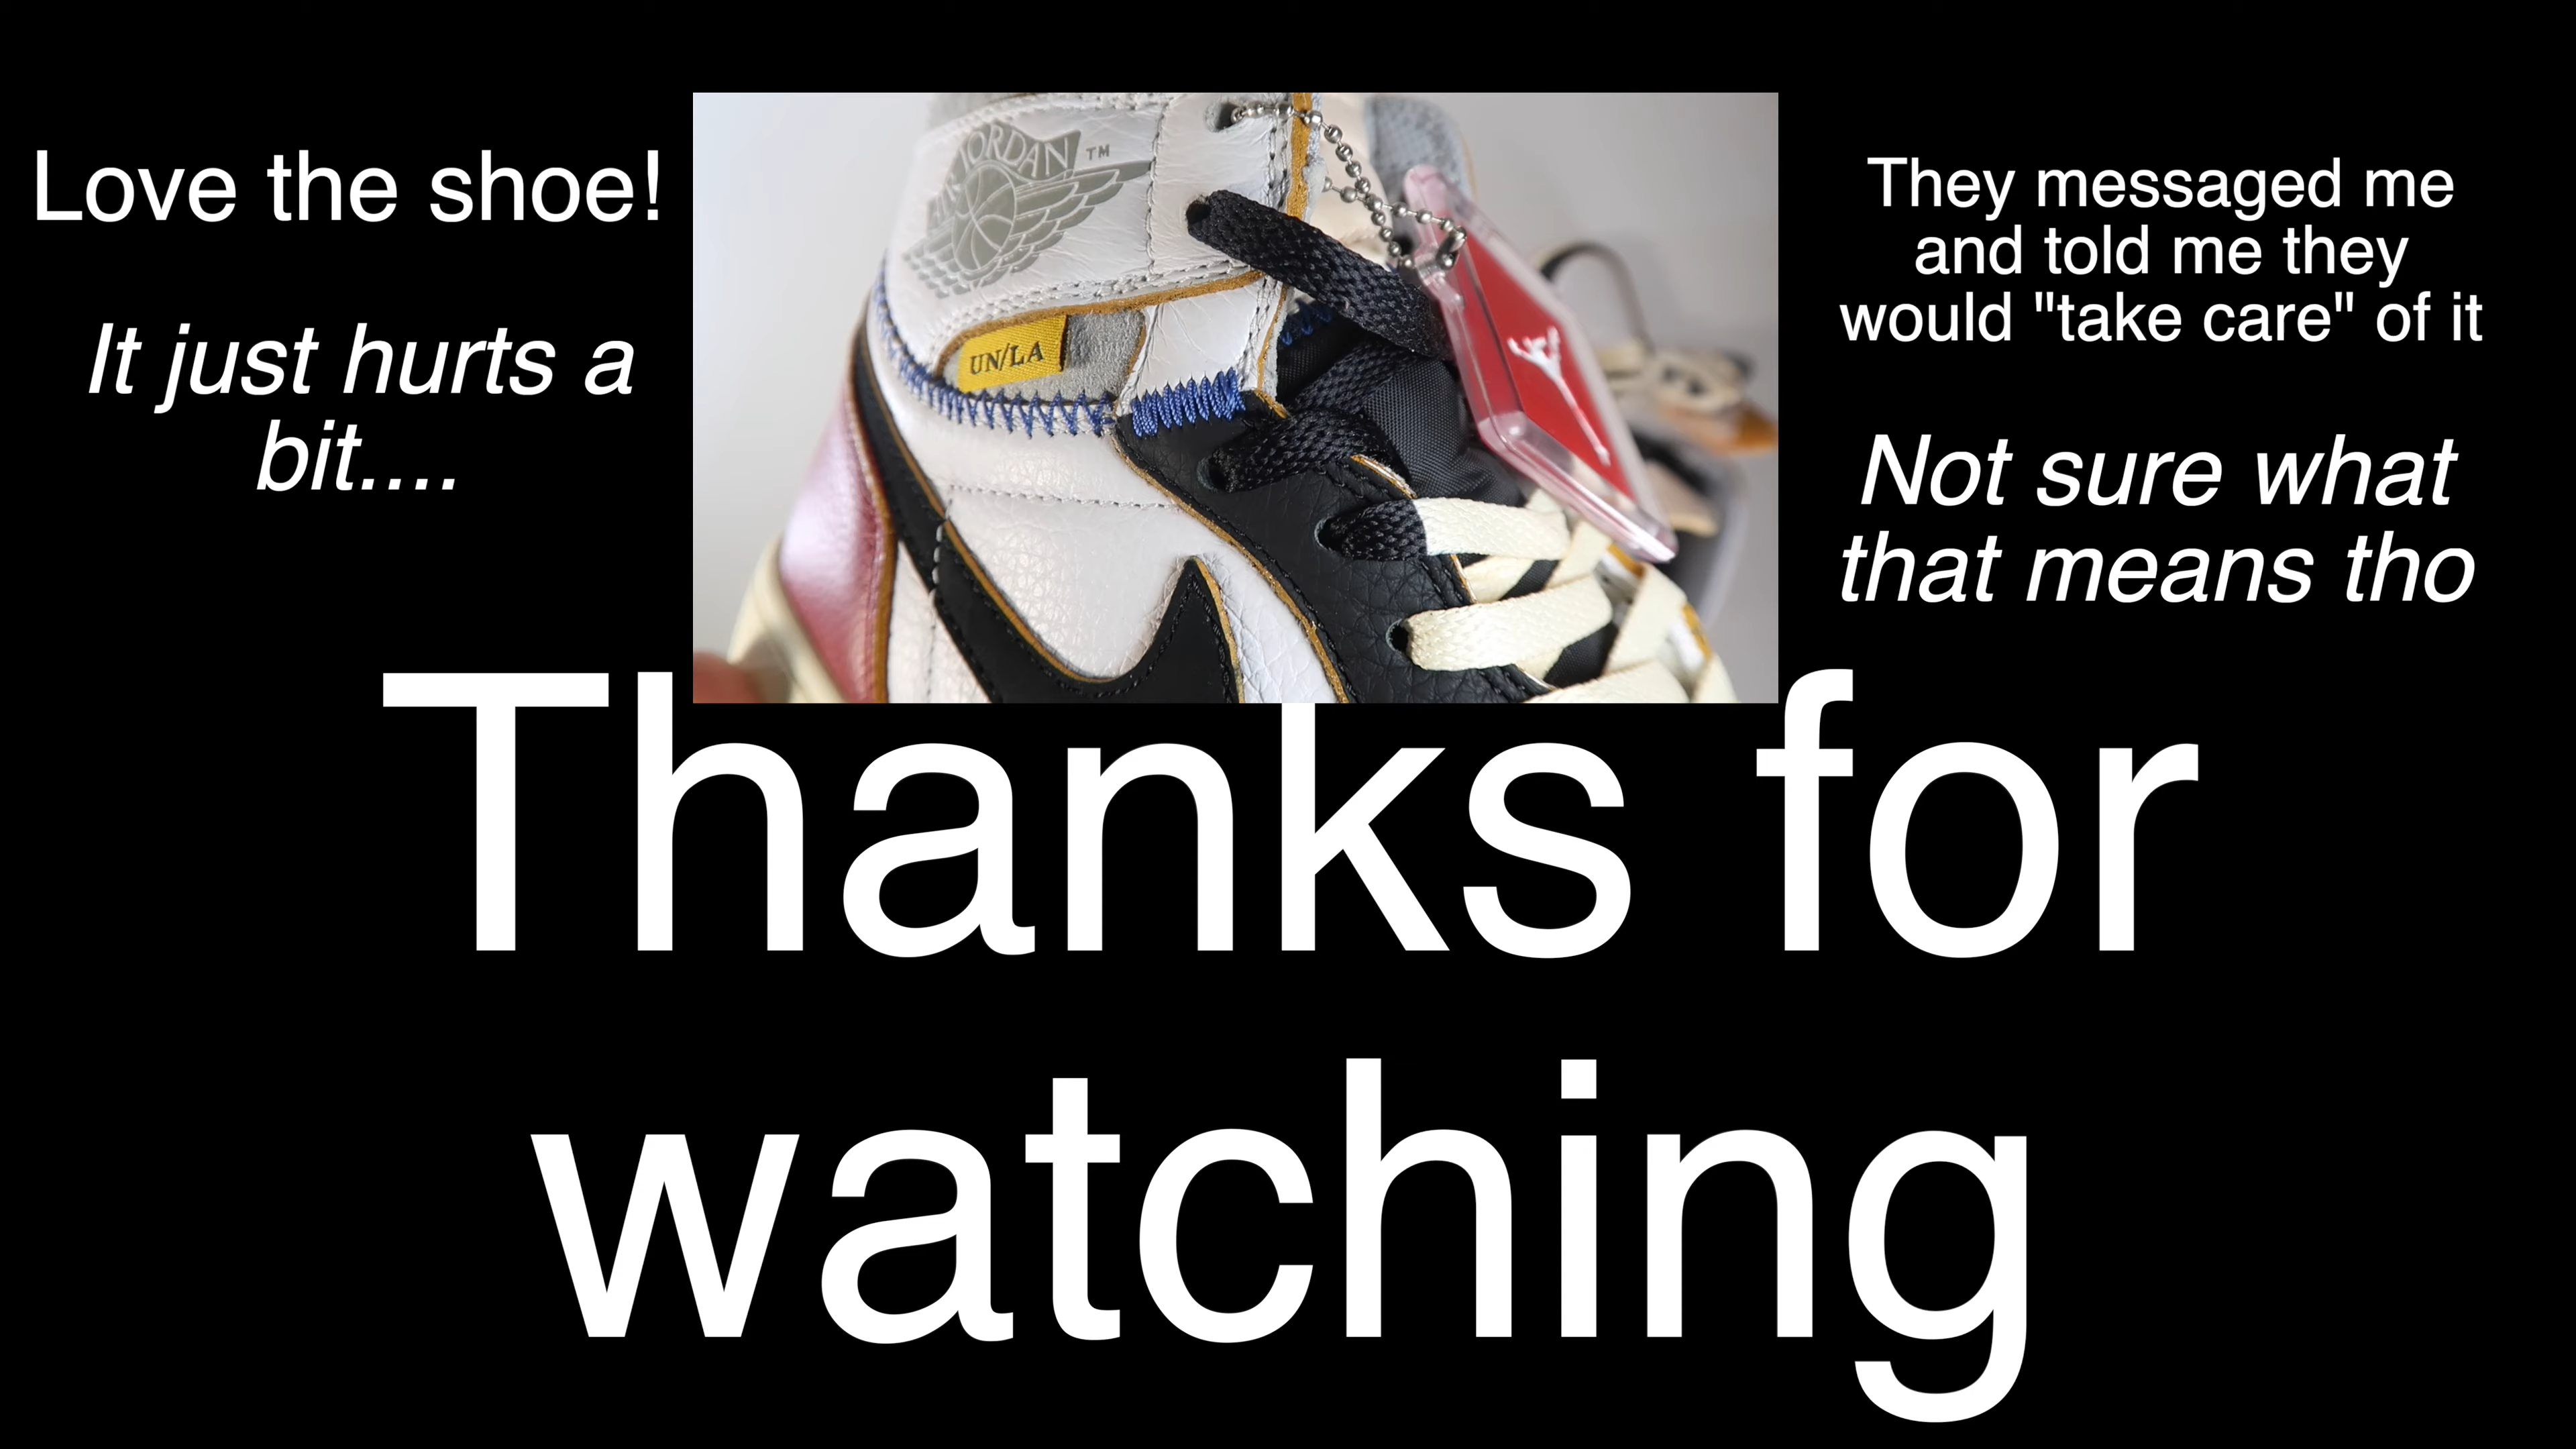 Love the shoe!
It just hurts a
bit....
JORDAN TM
UN/LA
They messaged me
and told me they
would "take care" of it
Not sure what
that means tho
Thanks for
watching